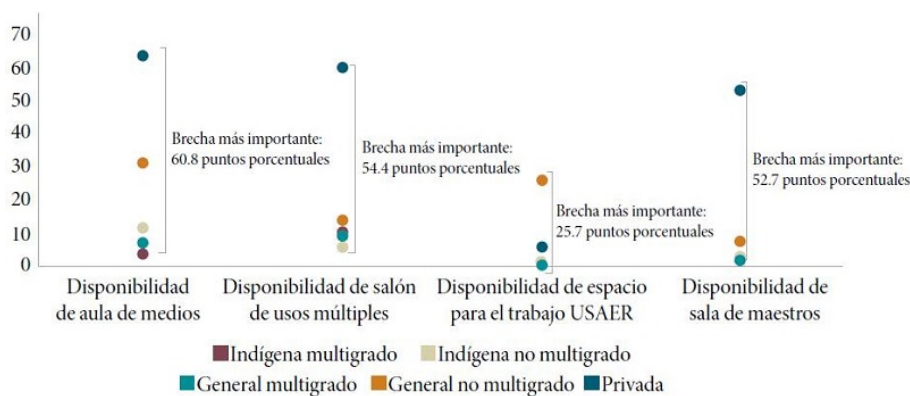 70
60
50
40
30
20
10
0
Brecha más importante:
60.8 puntos porcentuales
Brecha más importante:
54.4 puntos porcentuales
Brecha más importante:
25.7 puntos porcentuales
Brecha más importante:
52.7 puntos porcentuales
Disponibilidad
de aula de medios
Disponibilidad de salón
de usos múltiples
Disponibilidad de espacio
para el trabajo USAER
Disponibilidad de
sala de maestros
Indígena multigrado
Indígena no multigrado
General multigrado
General no multigrado
Privada